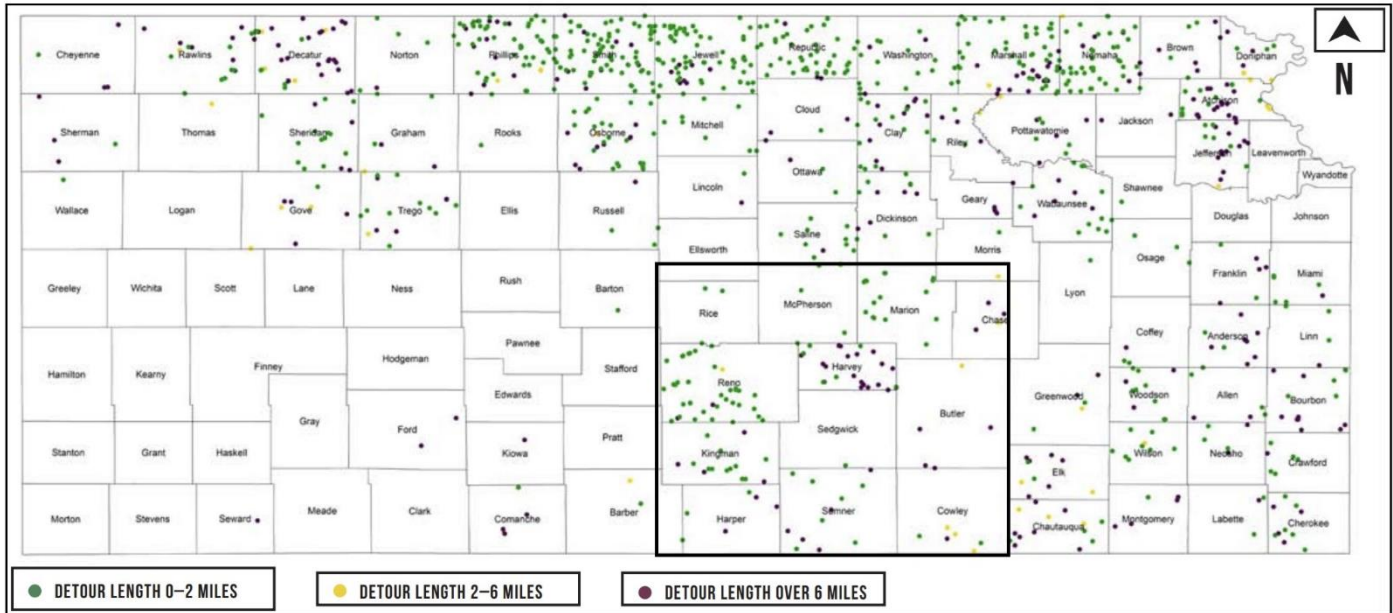 N
Cheyenne
Rawlins
Decatur
Norton
Phillips
Smith
Jewell
Republic
Washington
Marshall
Nemaha
Brown
Doniphan
Sherman
Thomas
Sheridan
Graham
Rooks
Osborne
Mitchell
Cloud
Clay
Riley
Pottawatomie
Jackson
Atchison
Jefferson
Leavenworth
Wyandotte
Wallace
Logan
Gove
Trego
Ellis
Russell
Lincoln
Ottawa
Saline
Dickinson
Geary
Wabaunsee
Shawnee
Douglas
Johnson
Ellsworth
Morris
Greeley
Wichita
Scott
Lane
Ness
Rush
Barton
Rice
McPherson
Marion
Chase
Lyon
Osage
Franklin
Miami
Hamilton
Kearny
Finney
Hodgeman
Pawnee
Edwards
Stafford
Reno
Harvey
Sedgwick
Butler
Greenwood
Coffey
Anderson
Linn
Woodson
Allen
Bourbon
Stanton
Grant
Haskell
Gray
Ford
Kiowa
Pratt
Kingman
Elk
Wilson
Neosho
Crawford
Morton
Stevens
Seward
Meade
Clark
Comanche
Barber
Harper
Sumner
Cowley
Chautauqua
Montgomery
Labette
Cherokee
DETOUR LENGTH 0–2 MILES
DETOUR LENGTH 2–6 MILES
DETOUR LENGTH OVER 6 MILES